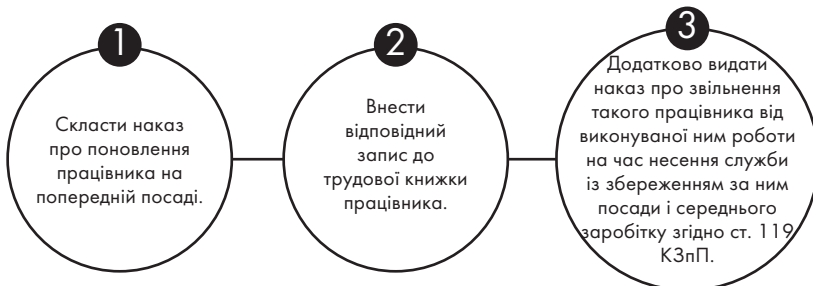 1
Скласти наказ
про поновлення
працівника на
попередній посаді.
2
Внести
відповідний
запис до
трудової книжки
працівника.
3
Додатково видати
наказ про звільнення
такого працівника від
виконуваної ним роботи
на час несення служби
із збереженням за ним
посади і середнього
заробітку згідно ст. 119
КЗпП.